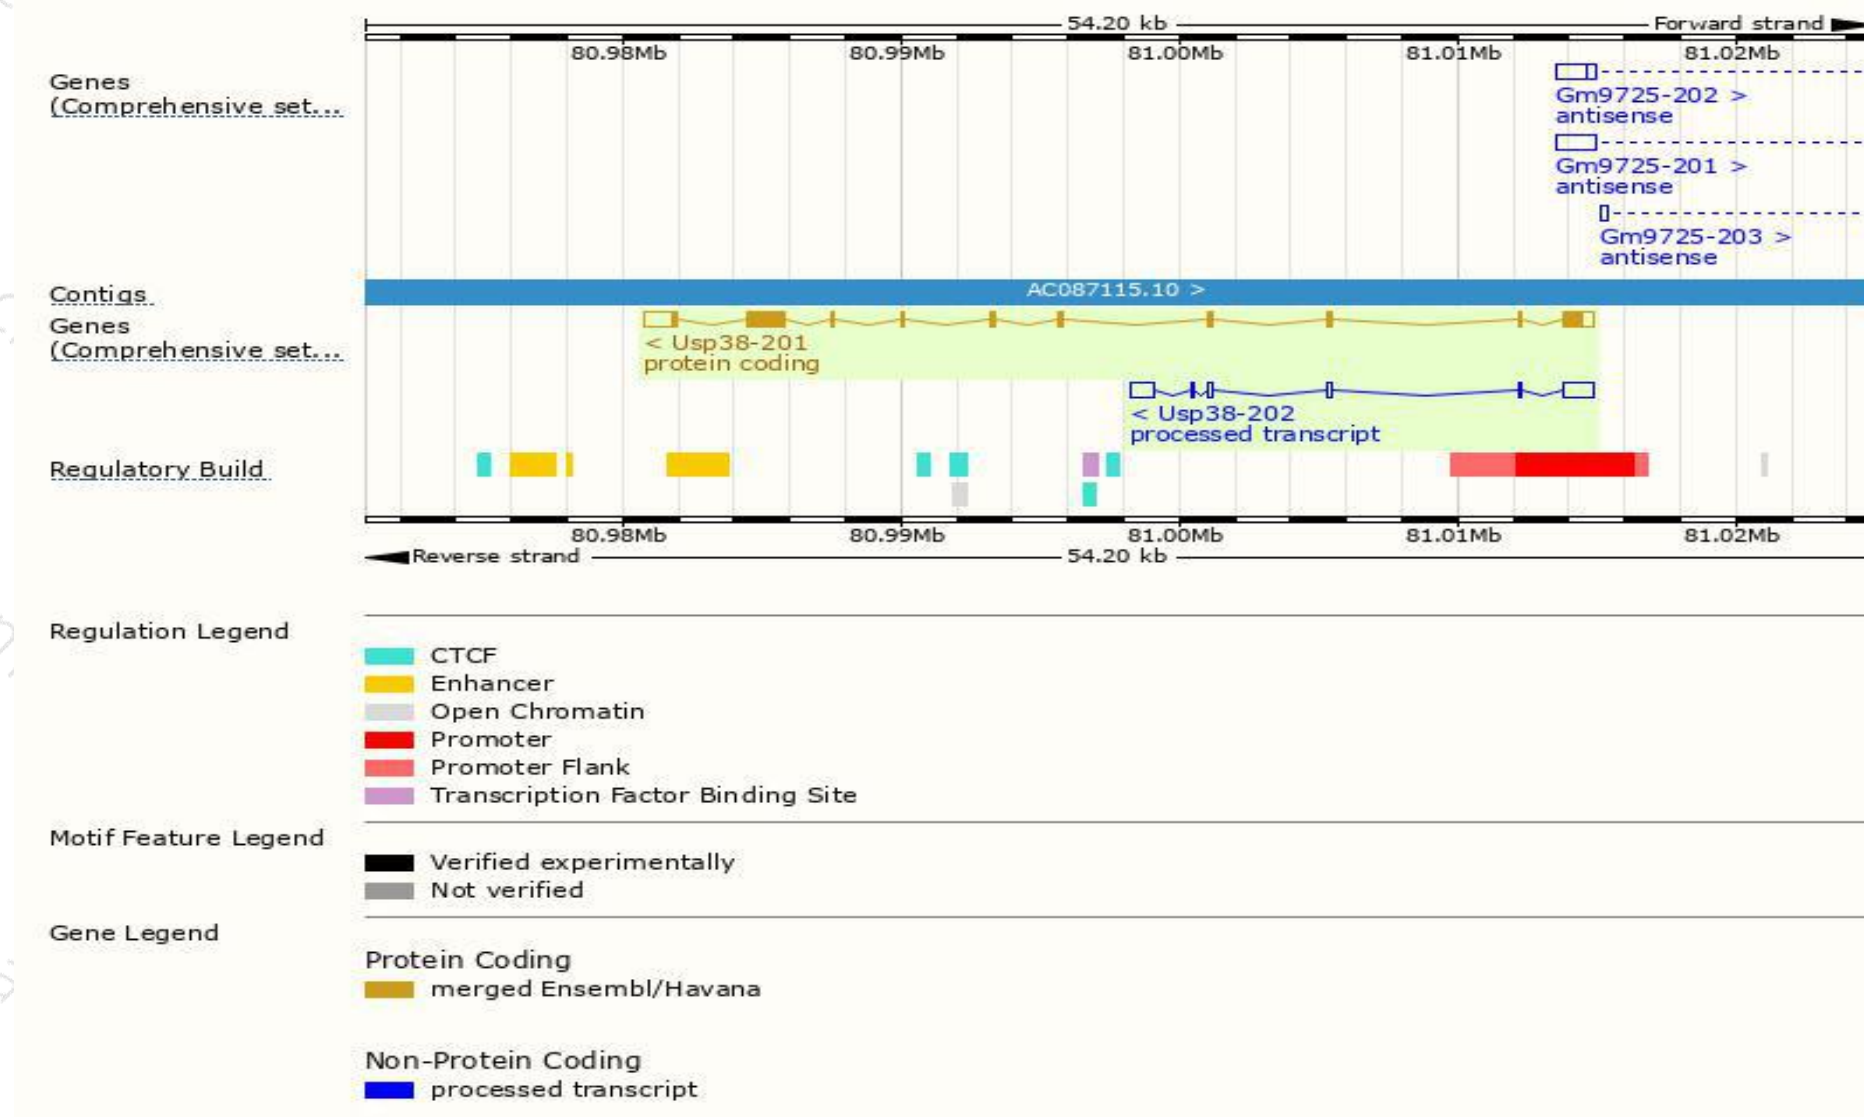 54.20 kb Forward strand
80.98Mb 80.99Mb 81.00Mb 81.01Mb 81.02Mb
Genes
(Comprehensive set...
Gm9725-202 >
antisense
Gm9725-201 >
antisense
Gm9725-203 >
antisense
Contigs
AC087115.10 >
Genes
(Comprehensive set...
< Usp38-201
protein coding
< Usp38-202
processed transcript
Regulatory Build
80.98Mb 80.99Mb 81.00Mb 81.01Mb 81.02Mb
Reverse strand 54.20 kb
Regulation Legend
CTCF
Enhancer
Open Chromatin
Promoter
Promoter Flank
Transcription Factor Binding Site
Motif Feature Legend
Verified experimentally
Not verified
Gene Legend
Protein Coding
merged Ensembl/Havana
Non-Protein Coding
processed transcript